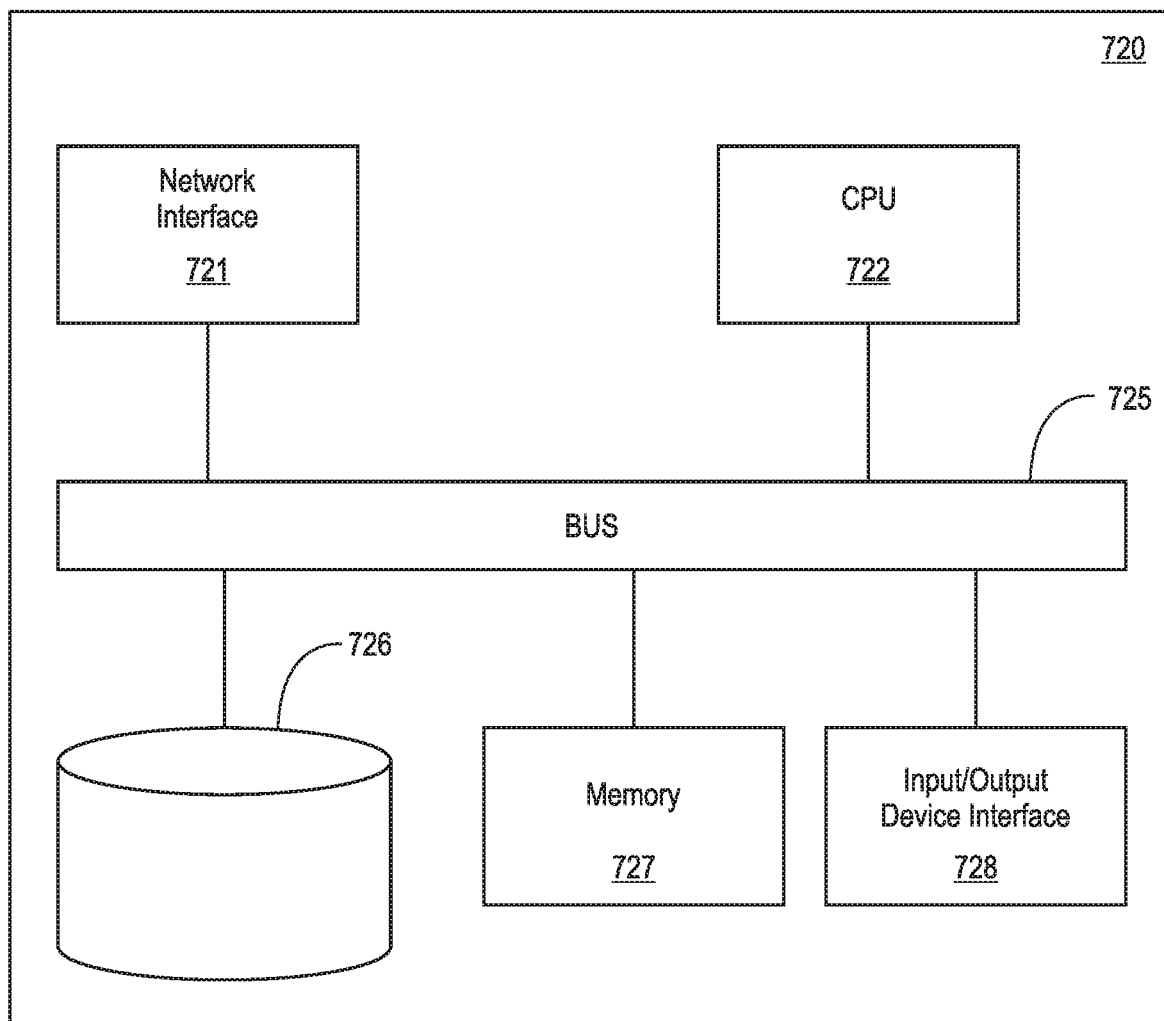 720
Network
Interface
721
CPU
722
725
BUS
726
Memory
727
Input/Output
Device Interface
728